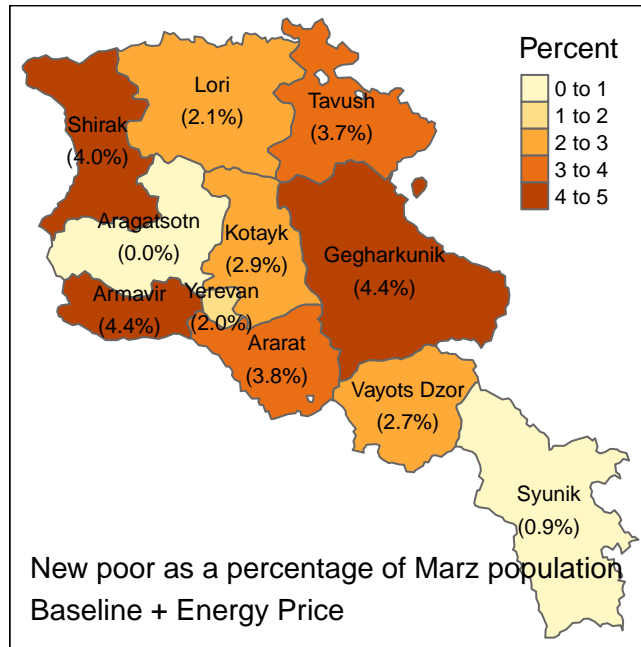 Percent
0 to 1
1 to 2
2 to 3
3 to 4
4 to 5
Lori
(2.1%)
Tavush
(3.7%)
Shirak
(4.0%)
Aragatsotn
(0.0%)
Kotayk
(2.9%)
Gegharkunik
(4.4%)
Armavir
(4.4%)
Yerevan
(2.0%)
Ararat
(3.8%)
Vayots Dzor
(2.7%)
Syunik
(0.9%)
New poor as a percentage of Marz population
Baseline + Energy Price